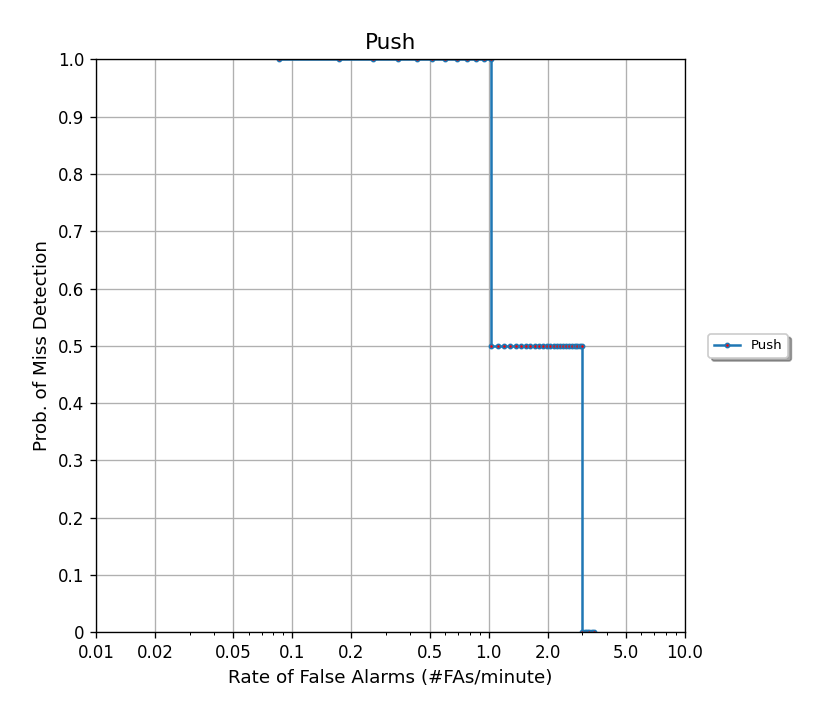 Push
1.0
0.9
0.8
0.7
0.6
0.5
0.4
0.3
0.2
0.1
0
Prob. of Miss Detection
0.01 0.02 0.05 0.1 0.2 0.5 1.0 2.0 5.0 10.0
Rate of False Alarms (#FAs/minute)
Push